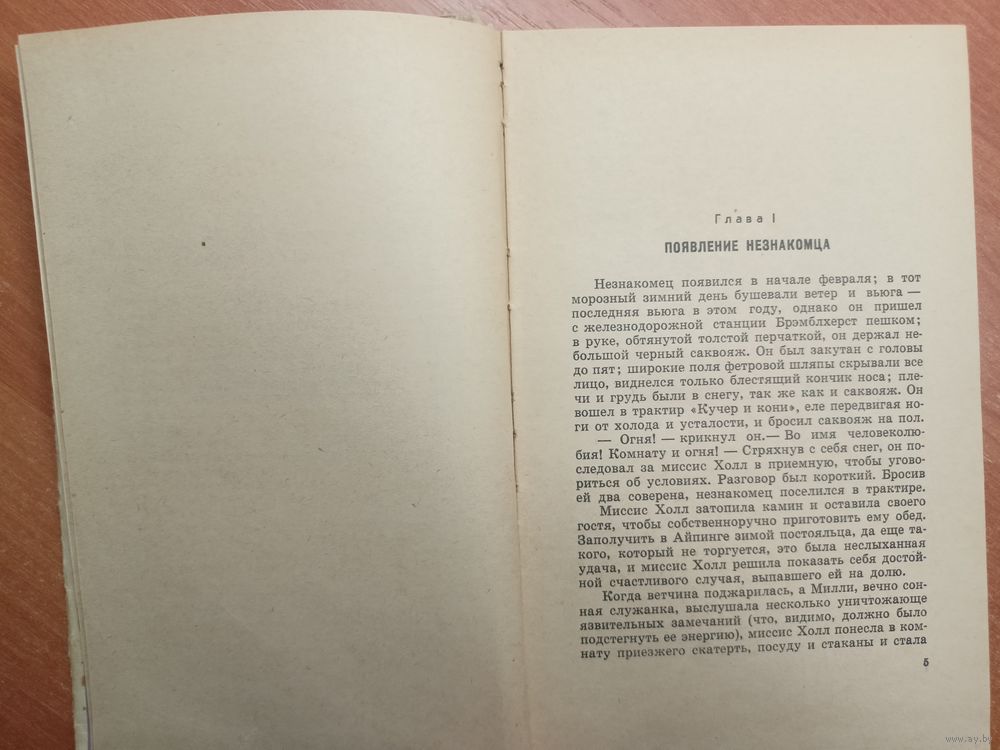 Глава I
ПОЯВЛЕНИЕ НЕЗНАКОМЦА
Незнакомец появился в начале февраля; в тот
морозный зимний день бушевали ветер и вьюга —
последняя вьюга в этом году, однако он пришел
с железнодорожной станции Брэмблхерст пешком;
в руке, обтянутой толстой перчаткой, он держал не-
большой черный саквояж. Он был закутан с головы
до пят; широкие поля фетровой шляпы скрывали все
лицо, виднелся только блестящий кончик носа; пле-
чи и грудь были в снегу, так же как и саквояж. Он
вошел в трактир «Кучер и кони», еле передвигая но-
ги от холода и усталости, и бросил саквояж на пол.
— Огня! — крикнул он.— Во имя человеколю-
бия! Комнату и огня! — Стряхнув с себя снег, он по-
следовал за миссис Холл в приемную, чтобы угово-
риться об условиях. Разговор был короткий. Бросив
ей два соверена, незнакомец поселился в трактире.
Миссис Холл затопила камин и оставила своего
гостя, чтобы собственноручно приготовить ему обед.
Заполучить в Айпинге зимой постояльца, да еще та-
кого, который не торгуется, это была неслыханная
удача, и миссис Холл решила показать себя достой-
ной счастливого случая, выпавшего ей на долю.
Когда ветчина поджарилась, а Милли, вечно сон-
ная служанка, выслушала несколько уничтожающе
язвительных замечаний (что, видимо, должно было
подстегнуть ее энергию), миссис Холл понесла в ком-
нату приезжего скатерть, посуду и стаканы и стала
5
www.ay.by